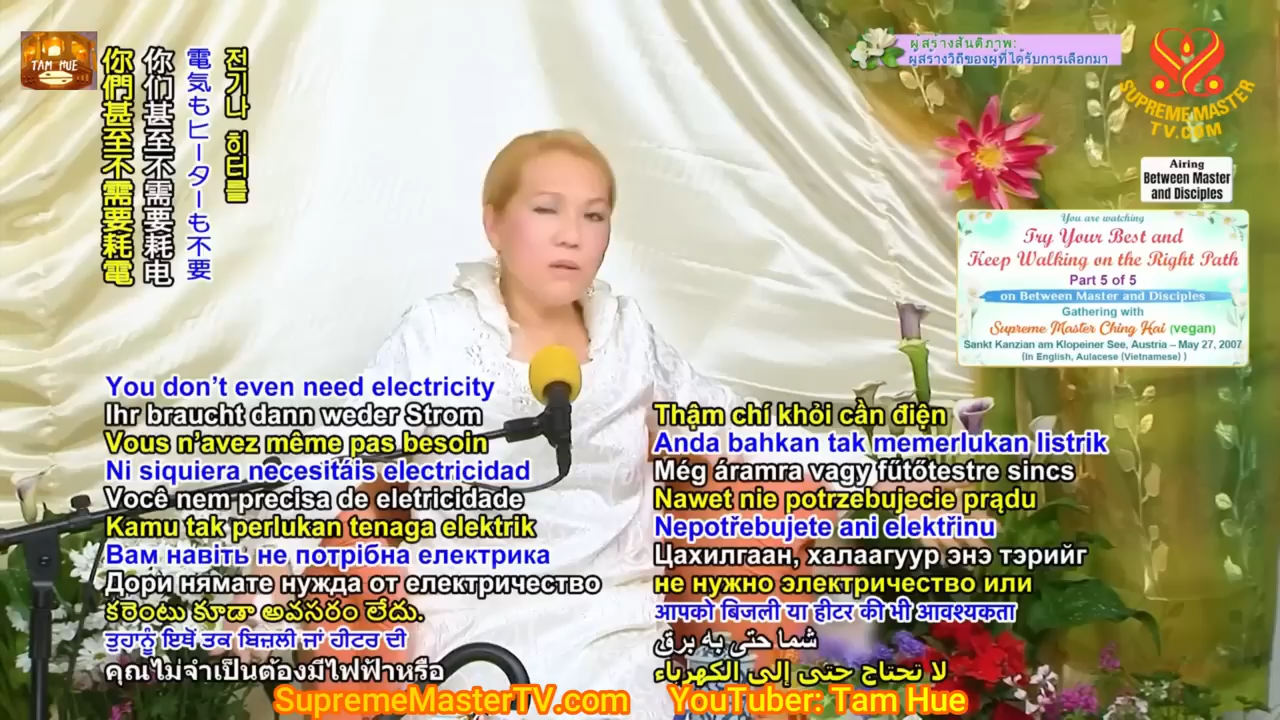 TAM HUE
你們甚至不需要耗電
你们甚至不需要耗电
電気もヒーターも不要
전기나 히터를
ผู้สร้างสันติภาพ:
ผู้สร้างวิถีของผู้ที่ได้รับการเลือกมา
SUPREME MASTER
TV.COM
Airing
Between Master
and Disciples
You are watching
Try Your Best and
Keep Walking on the Right Path
Part 5 of 5
on Between Master and Disciples
Gathering with
Supreme Master Ching Hai (vegan)
Sankt Kanzian am Klopeiner See, Austria – May 27, 2007
(In English, Aulacese (Vietnamese) )
You don’t even need electricity
Ihr braucht dann weder Strom
Vous n’avez même pas besoin
Ni siquiera necesitáis electricidad
Você nem precisa de eletricidade
Kamu tak perlukan tenaga elektrik
Вам навіть не потрібна електрика
Дори нямате нужда от електричество
కరెంటు కూడా అవసరం లేదు.
ਤੁਹਾਨੂੰ ਇਥੋਂ ਤਕ ਬਿਜ਼ਲੀ ਜਾਂ ਹੀਟਰ ਦੀ
คุณไม่จำเป็นต้องมีไฟฟ้าหรือ
Thậm chí khỏi cần điện
Anda bahkan tak memerlukan listrik
Még áramra vagy fűtőtestre sincs
Nawet nie potrzebujecie prądu
Nepotřebujete ani elektřinu
Цахилгаан, халаагуур энэ тэрийг
не нужно электричество или
आपको बिजली या हीटर की भी आवश्यकता
شما حتی به برق
لا تحتاج حتى إلى الكهرباء
SupremeMasterTV.com YouTuber: Tam Hue